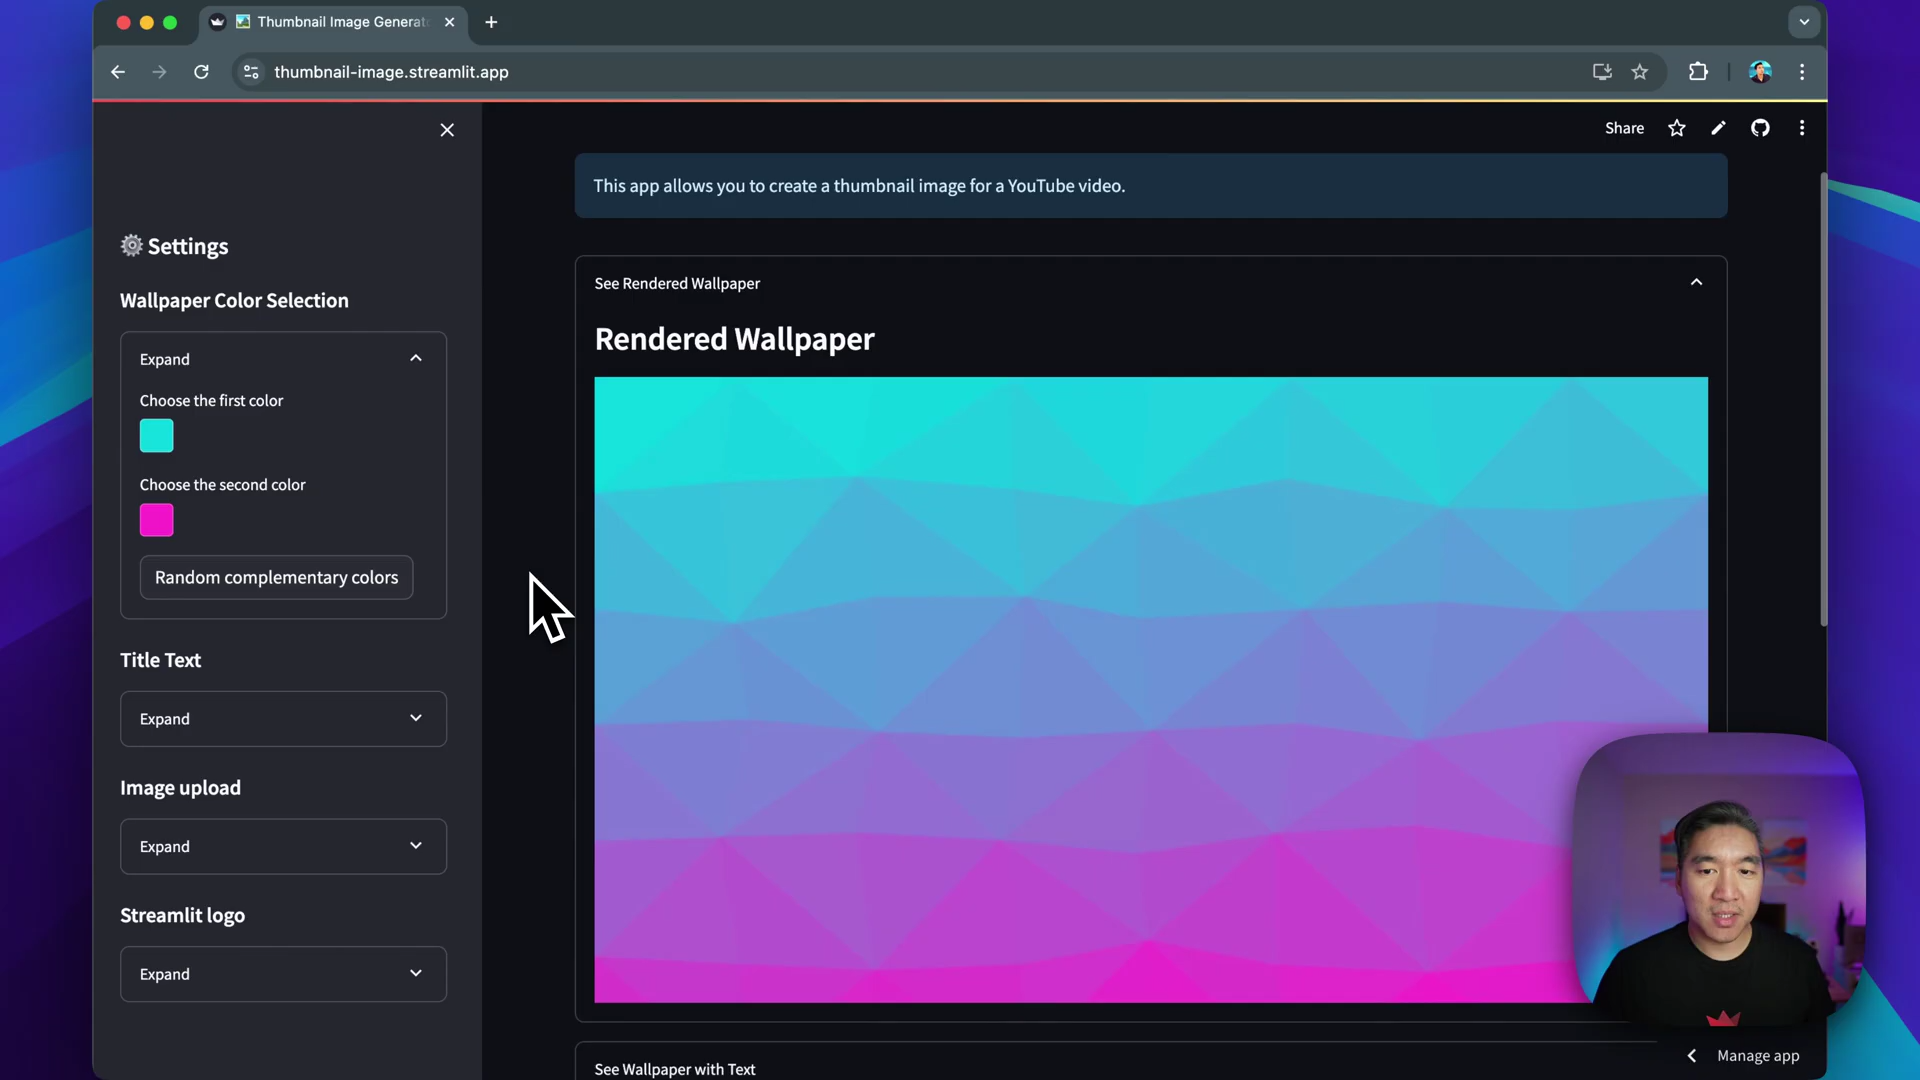 Thumbnail Image Generato
thumbnail-image.streamlit.app
Share
This app allows you to create a thumbnail image for a YouTube video.
Settings
Wallpaper Color Selection
Expand
Choose the first color
Choose the second color
Random complementary colors
Title Text
Expand
Image upload
Expand
Streamlit logo
Expand
See Rendered Wallpaper
Rendered Wallpaper
See Wallpaper with Text
Manage app